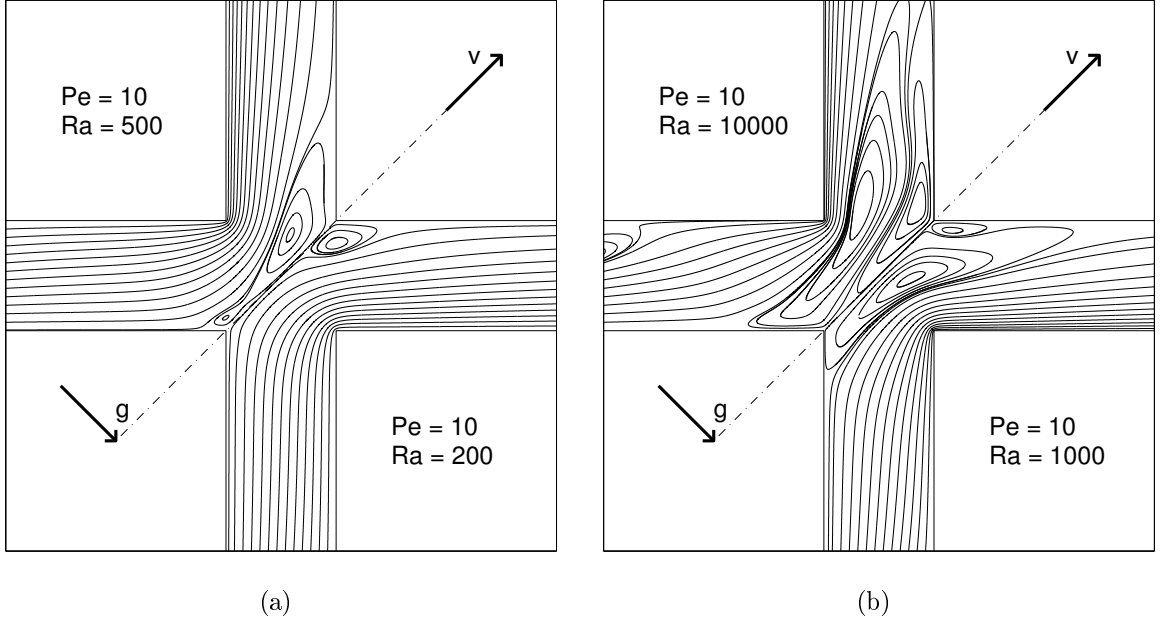 v
Pe = 10
Ra = 500
g
Pe = 10
Ra = 200
(a)
v
Pe = 10
Ra = 10000
g
Pe = 10
Ra = 1000
(b)